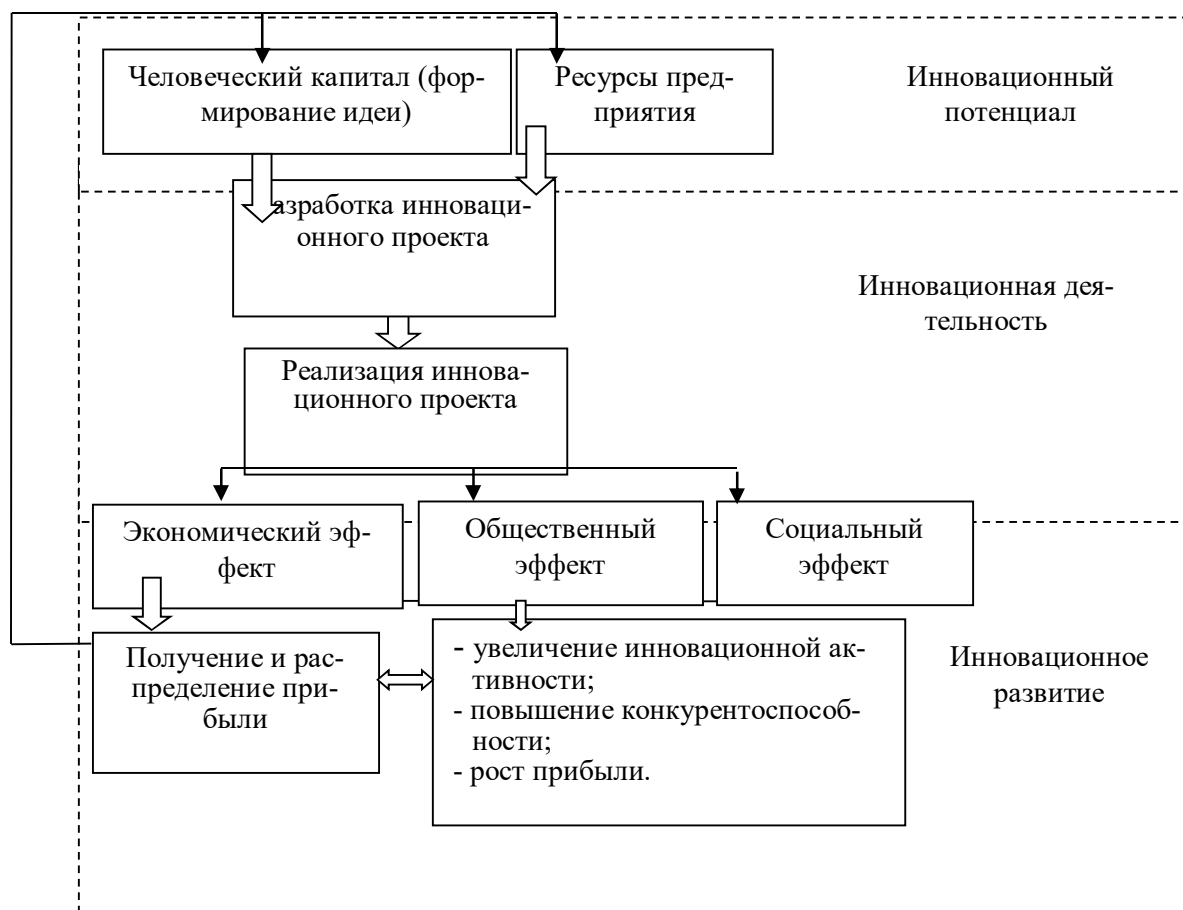 Человеческий капитал (фор-
мирование идеи)
Ресурсы пред-
приятия
Инновационный
потенциал
азработка инноваци-
онного проекта
Инновационная дея-
тельность
Реализация иннова-
ционного проекта
Экономический эф-
фект
Общественный
эффект
Социальный
эффект
Получение и рас-
пределение при-
были
- увеличение инновационной ак-
тивности;
- повышение конкурентоспособ-
ности;
- рост прибыли.
Инновационное
развитие